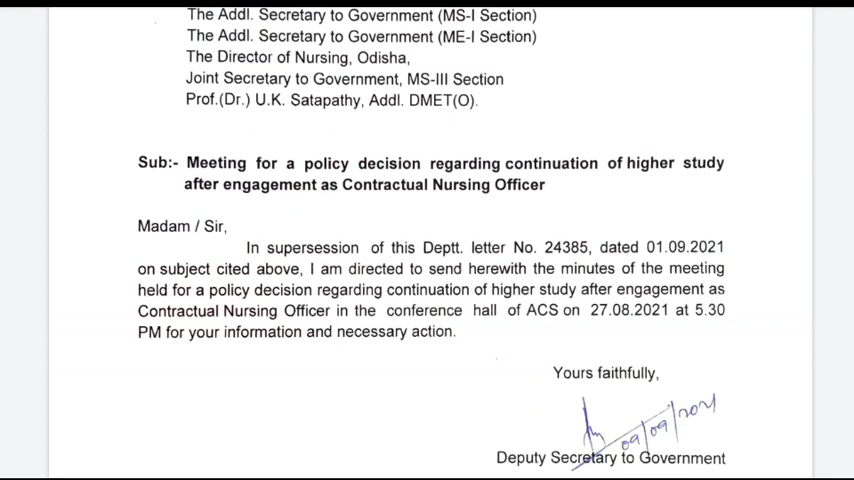 The Addl. Secretary to Government (MS-I Section)
The Addl. Secretary to Government (ME-I Section)
The Director of Nursing, Odisha,
Joint Secretary to Government, MS-III Section
Prof.(Dr.) U.K. Satapathy, Addl. DMET(O).
Sub:- Meeting for a policy decision regarding continuation of higher study
after engagement as Contractual Nursing Officer
Madam / Sir,
In supersession of this Deptt. letter No. 24385, dated 01.09.2021
on subject cited above, I am directed to send herewith the minutes of the meeting
held for a policy decision regarding continuation of higher study after engagement as
Contractual Nursing Officer in the conference hall of ACS on 27.08.2021 at 5.30
PM for your information and necessary action.
Yours faithfully,
09/09/2021
Deputy Secretary to Government